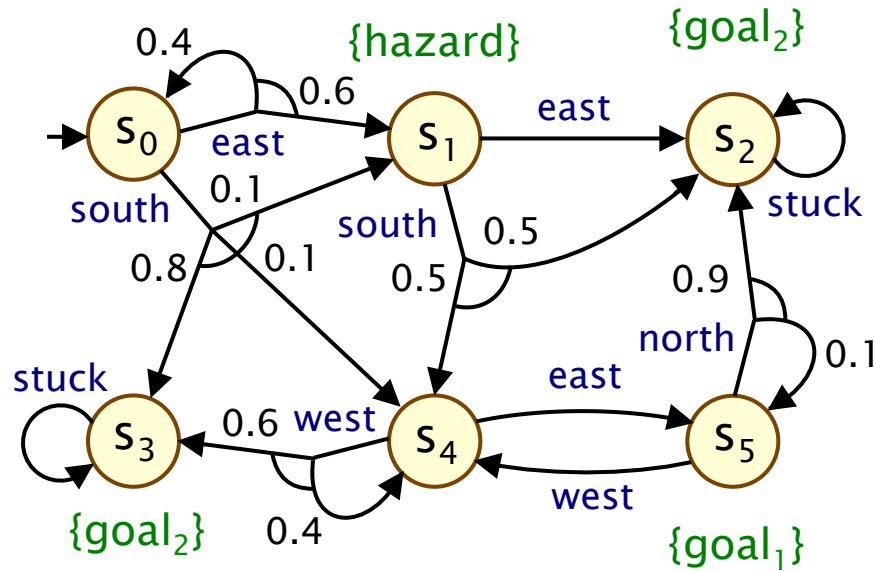 {goal₂}
{hazard}
0.4
0.6
east
s₀
s₁
s₂
east
0.1
south
south
0.5
stuck
0.8
0.1
0.5
0.9
north
0.1
stuck
east
0.6
west
s₃
s₄
s₅
west
0.4
{goal₂}
{goal₁}